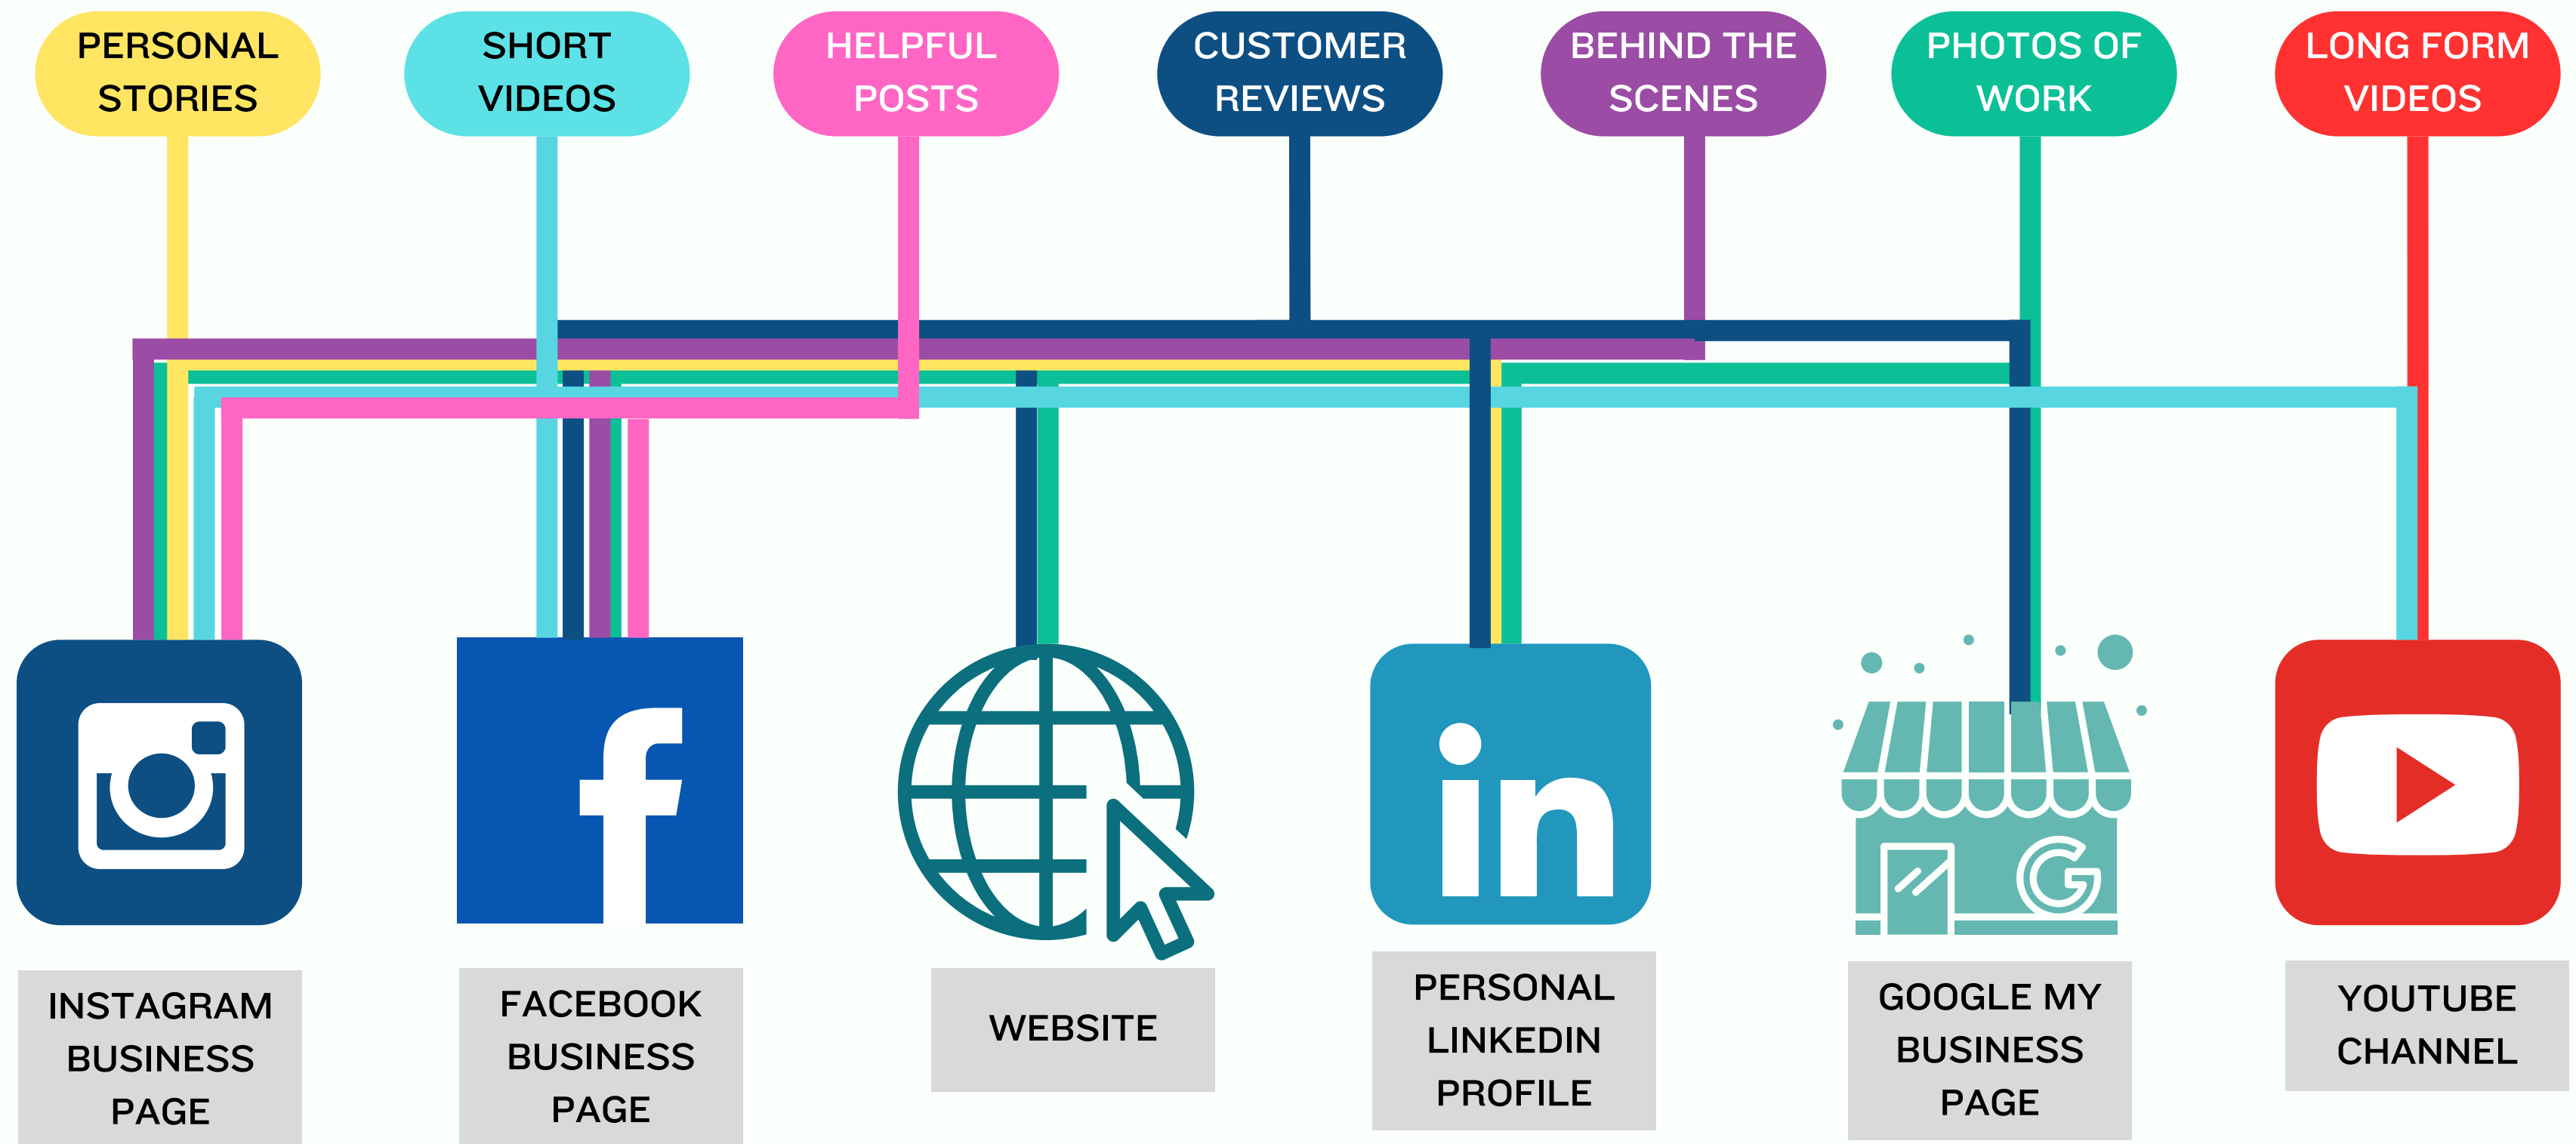 PERSONAL
STORIES
SHORT
VIDEOS
HELPFUL
POSTS
CUSTOMER
REVIEWS
BEHIND THE
SCENES
PHOTOS OF
WORK
LONG FORM
VIDEOS
f
in
G
INSTAGRAM
BUSINESS
PAGE
FACEBOOK
BUSINESS
PAGE
WEBSITE
PERSONAL
LINKEDIN
PROFILE
GOOGLE MY
BUSINESS
PAGE
YOUTUBE
CHANNEL